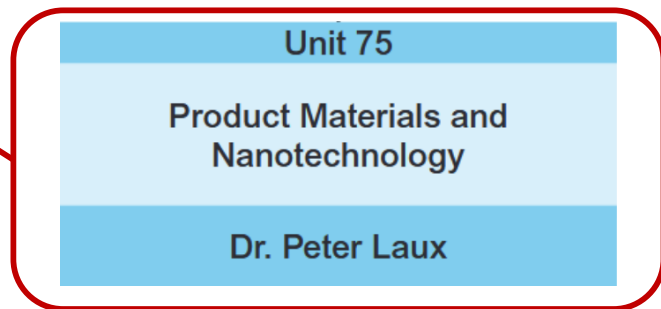 Unit 75
Product Materials and
Nanotechnology
Dr. Peter Laux